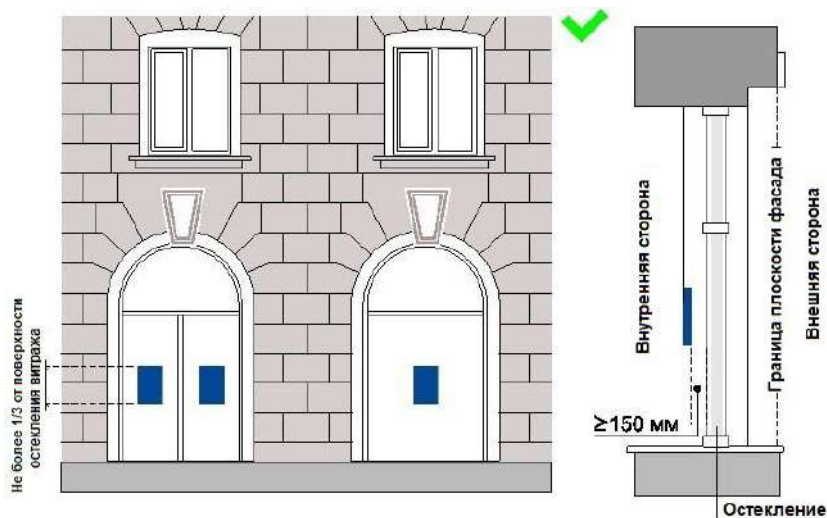 Не более 1/3 от поверхности
остекления витража
Внутренняя сторона
Граница плоскости фасада
Внешняя сторона
≥150 мм
Остекление